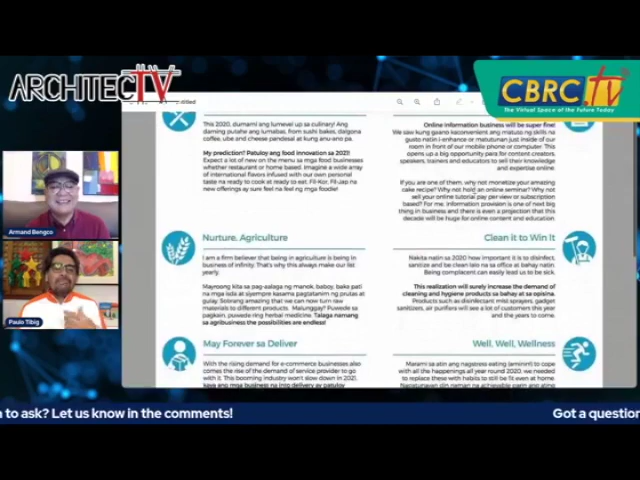 ARCHITECTV
CBRC.tv
The Virtual Space of the Future Today
Armand Bengco
Paulo Tibig
This 2020, dumami ang lumevel up sa culinary! Ang
daming putahe ang lumabas, from sushi bakes, dalgona
coffee, ube and cheese pandesal at kung anu-ano pa.
My prediction? Patuloy ang food innovation sa 2021!
Expect a lot of new on the menu sa mga food businesses
whether restaurant or home based. Imagine a wide array
of international flavors infused with our own personal
taste na ready to cook at ready to eat. Fil-Kor, Fil-Jap na
new offerings ay sure feel na feel ng mga foodie!
Nurture, Agriculture
I am a firm believer that being in agriculture is being in
business of infinity. That's why this always make our list
yearly.
Mayroong kita sa pag-aalaga ng manok, baboy, baka pati
na mga isda at siyempre kasama pagtatanim ng prutas at
gulay. Sobrang amazing that we can now turn raw
materials to different products. Malunggay? Puwede sa
pagkain, puwede ring herbal medicine. Talaga namang
sa agribusiness the possibilities are endless!
May Forever sa Deliver
With the rising demand for e-commerce businesses also
comes the rise of the demand of service provider to go
with it. This booming industry won't slow down in 2021,
kaya ang mga business na into delivery ay patuloy
Online information business will be super fine!
We saw kung gaano kaconvenient ang matuto ng skills na
gusto natin i-enhance or matutunan just inside of our
room in front of our mobile phone or computer. This
opens up a big opportunity para for content creators,
speakers, trainers and educators to sell their knowledge
and expertise online.
If you are one of them, why not monetize your amazing
cake recipe? Why not hold an online seminar? Why not
sell your online tutorial pay per view or subscription
based? For me, information provision is one of next big
thing in business and there is even a projection that this
decade will be huge for online content and education.
Clean it to Win It
Nakita natin sa 2020 how important it is to disinfect,
sanitize and be clean lalo na sa office at bahay natin.
Being complacent can easily lead us to be sick.
This realization will surely increase the demand of
cleaning and hygiene products sa bahay at sa opisina.
Products such as disinfectant mild sprayers, gadget
sanitizers, air purifiers will see a lot of customers this year
and the years to come.
Well, Well, Wellness
Marami sa atin ang nagstress eating (aminin!) to cope
with all the happenings all year round 2020, we needed
to replace these with habits to still be fit even at home.
to ask? Let us know in the comments!
Got a question